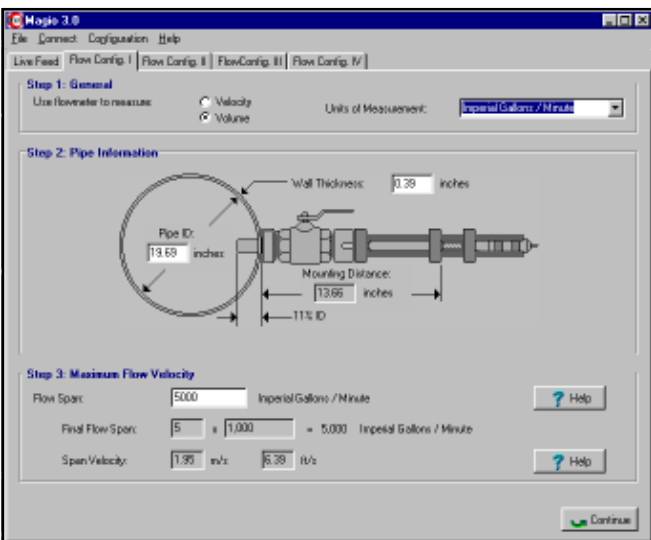 Magio 3.0
File Connect Configuration Help
Live Feed Flow Config. I Flow Config. II FlowConfig. III Flow Config. IV
Step 1: General
Use flowmeter to measure: Velocity
Volume
Units of Measurement: Imperial Gallons / Minute
Step 2: Pipe Information
Wall Thickness: 0.39 inches
Pipe ID:
19.69 inches
Mounting Distance:
13.66 inches
11% ID
Step 3: Maximum Flow Velocity
Flow Span: 5000 Imperial Gallons / Minute ? Help
Final Flow Span: 5 x 1,000 = 5,000 Imperial Gallons / Minute
Span Velocity: 1.95 m/s 6.39 ft/s ? Help
Continue